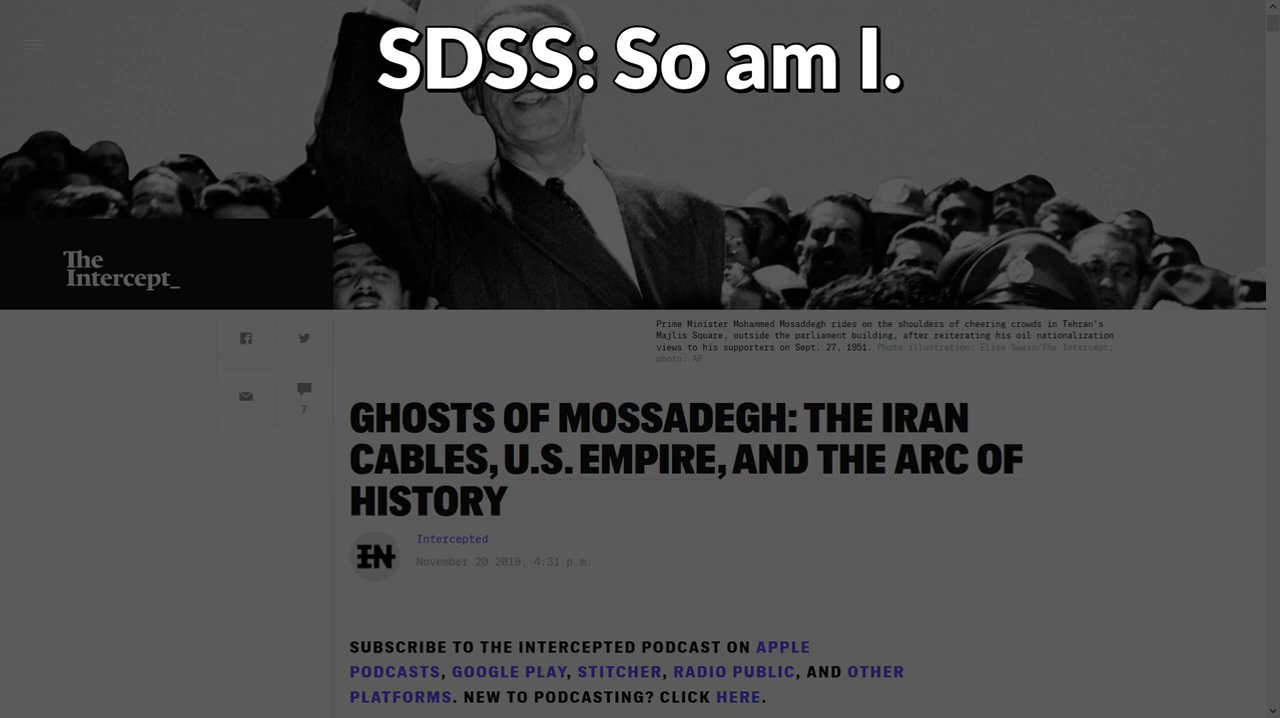 SDSS: So am I.
The
Intercept_
Prime Minister Mohammed Mosaddegh rides on the shoulders of cheering crowds in Tehran's
Majlis Square, outside the parliament building, after reiterating his oil nationalization
views to his supporters on Sept. 27, 1951. Photo illustration: Elise Swain/The Intercept;
photo: AP
7
GHOSTS OF MOSSADEGH: THE IRAN
CABLES, U.S. EMPIRE, AND THE ARC OF
HISTORY
IN
Intercepted
November 20 2019, 4:31 p.m.
SUBSCRIBE TO THE INTERCEPTED PODCAST ON APPLE
PODCASTS, GOOGLE PLAY, STITCHER, RADIO PUBLIC, AND OTHER
PLATFORMS. NEW TO PODCASTING? CLICK HERE.